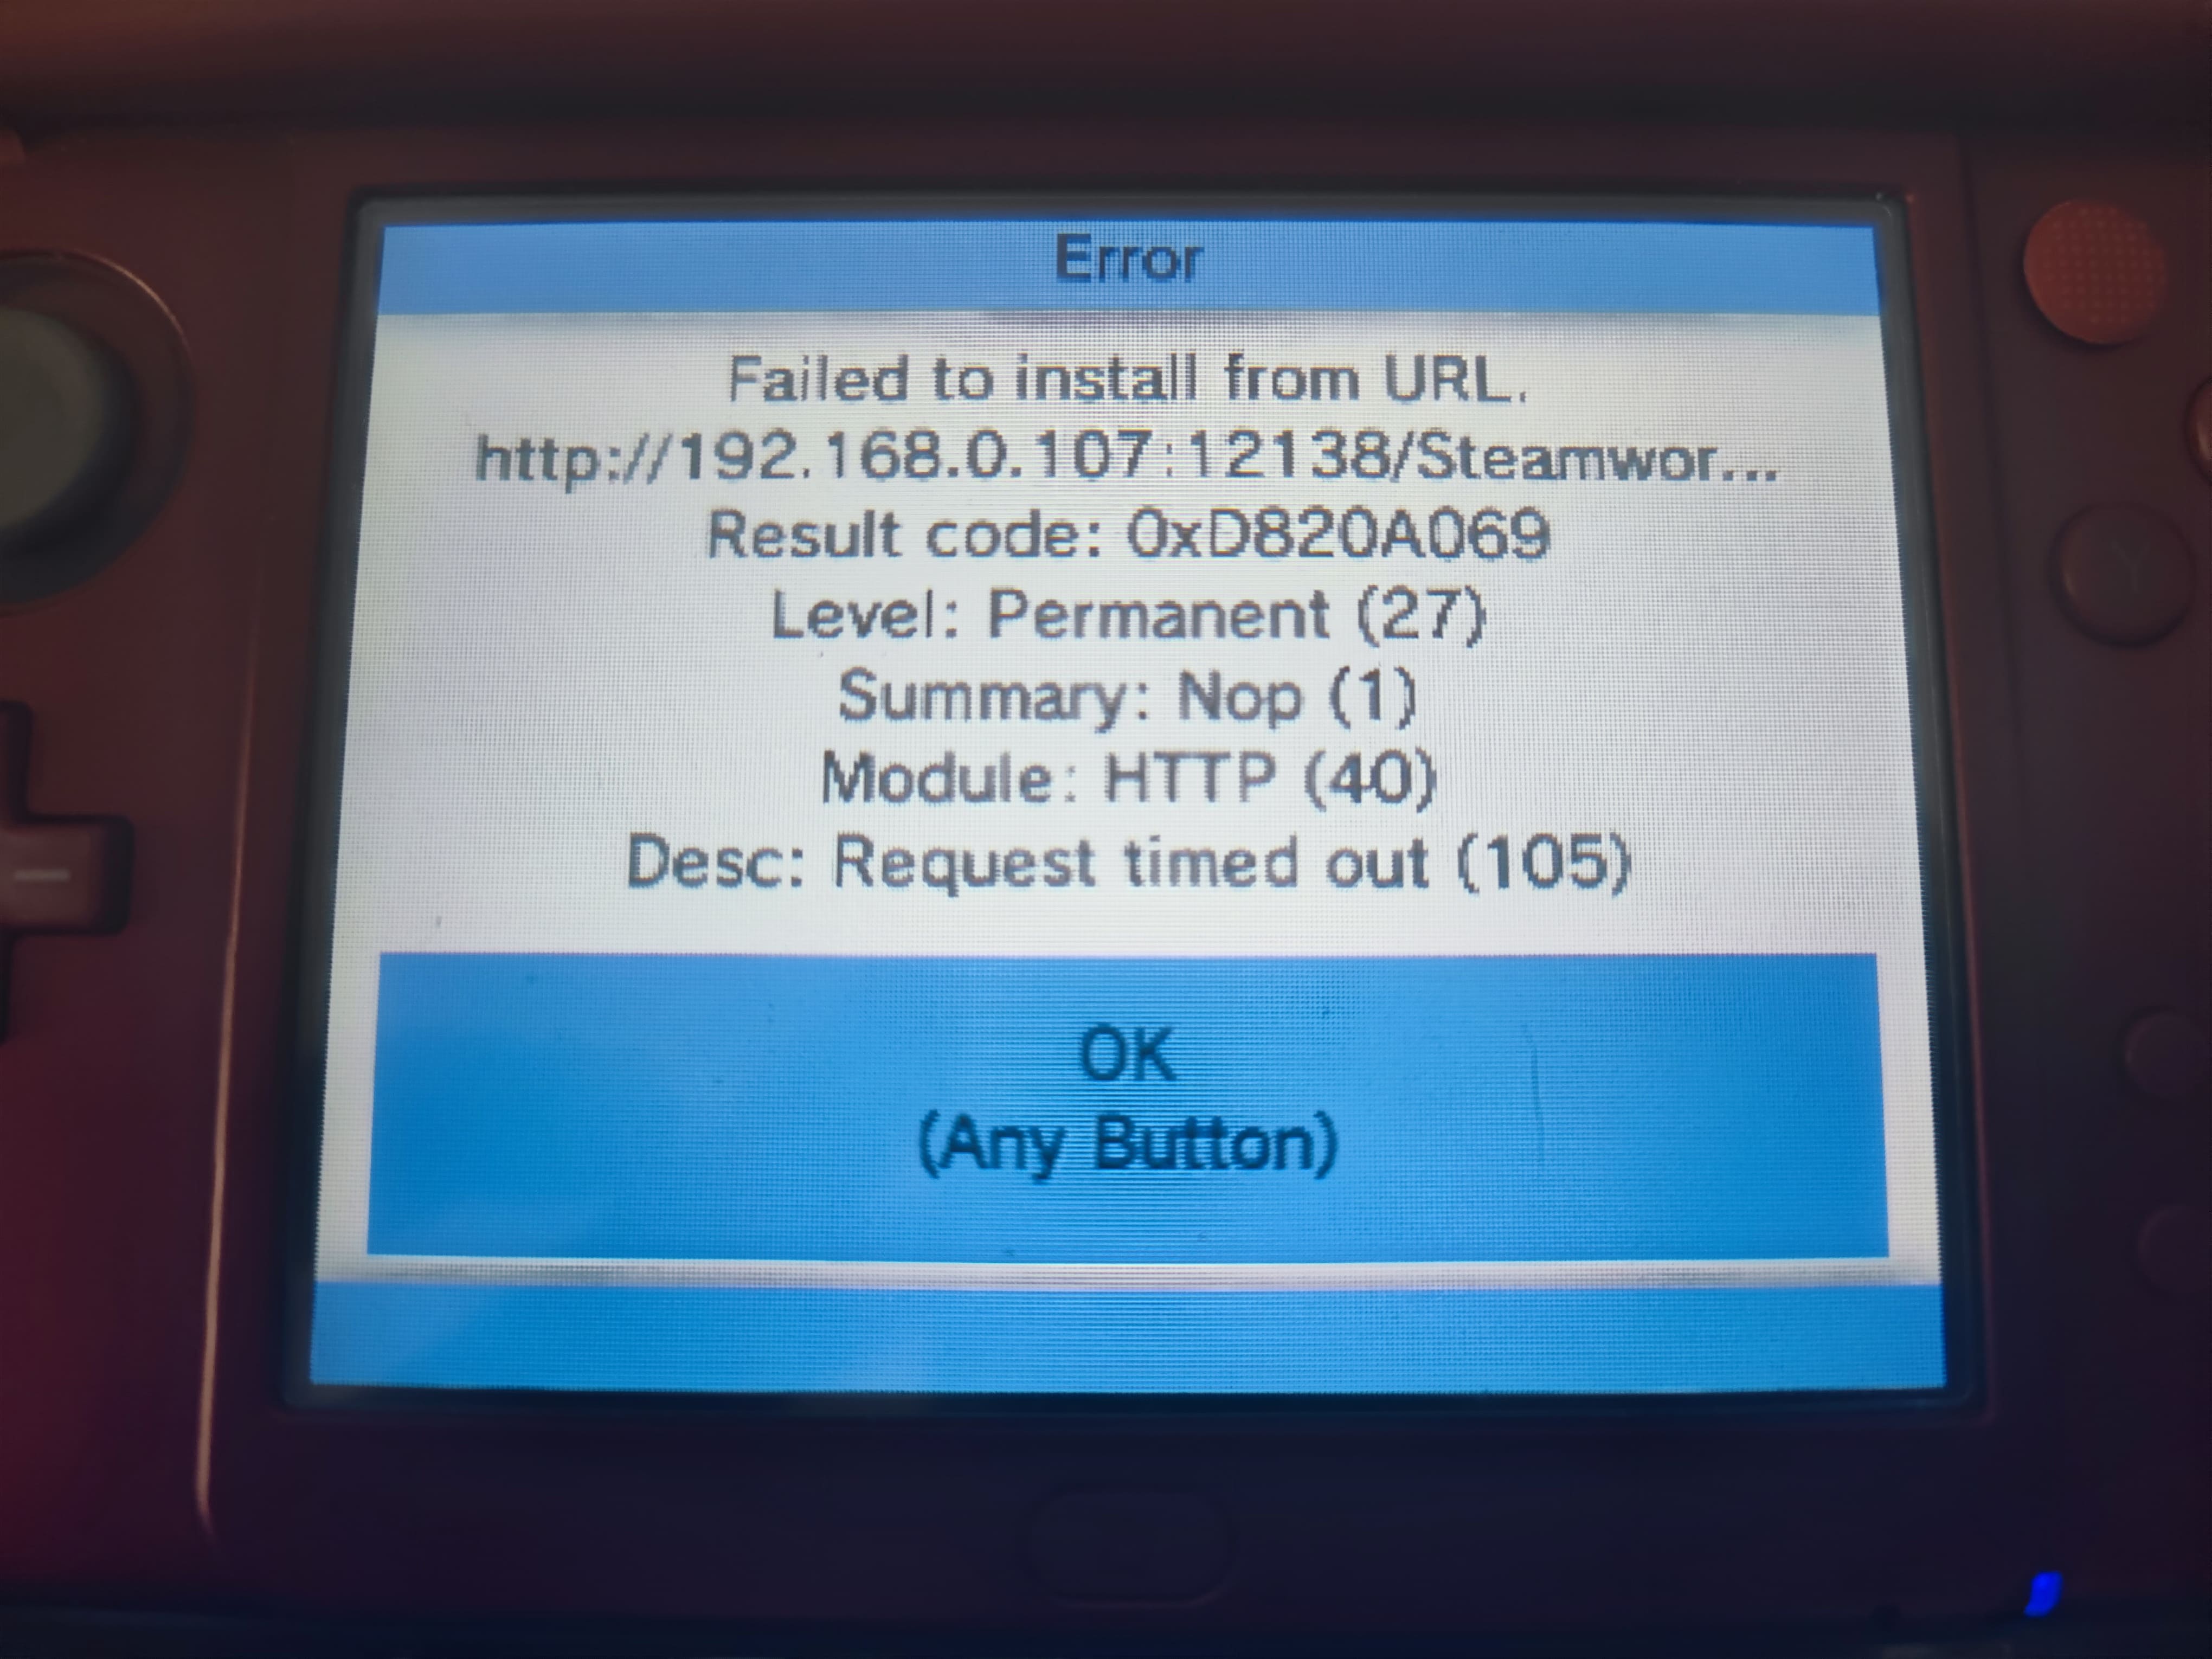 Error
Failed to install from URL.
http://192.168.0.107:12138/Steamwor...
Result code: 0xD820A069
Level: Permanent (27)
Summary: Nop (1)
Module: HTTP (40)
Desc: Request timed out (105)
OK
(Any Button)
Y